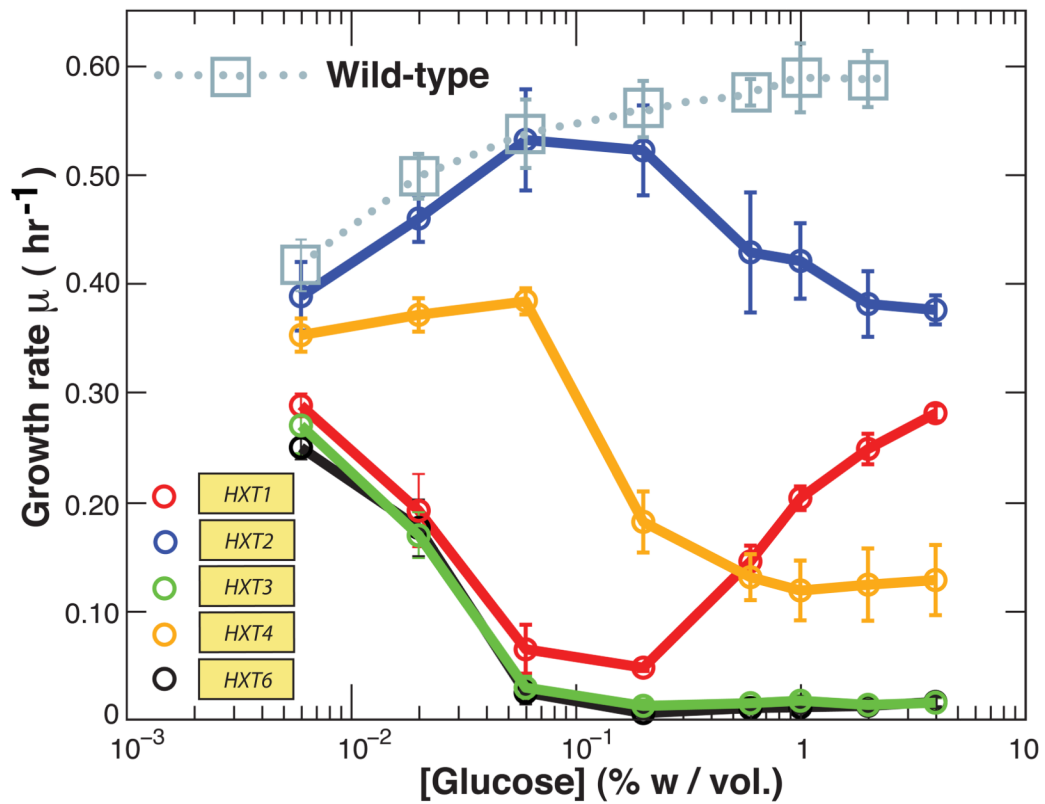 Wild-type
Growth rate μ ( hr⁻¹ )
0.60
0.50
0.40
0.30
0.20
0.10
0
HXT1
HXT2
HXT3
HXT4
HXT6
10⁻³
10⁻²
10⁻¹
1
10
[Glucose] (% w / vol.)